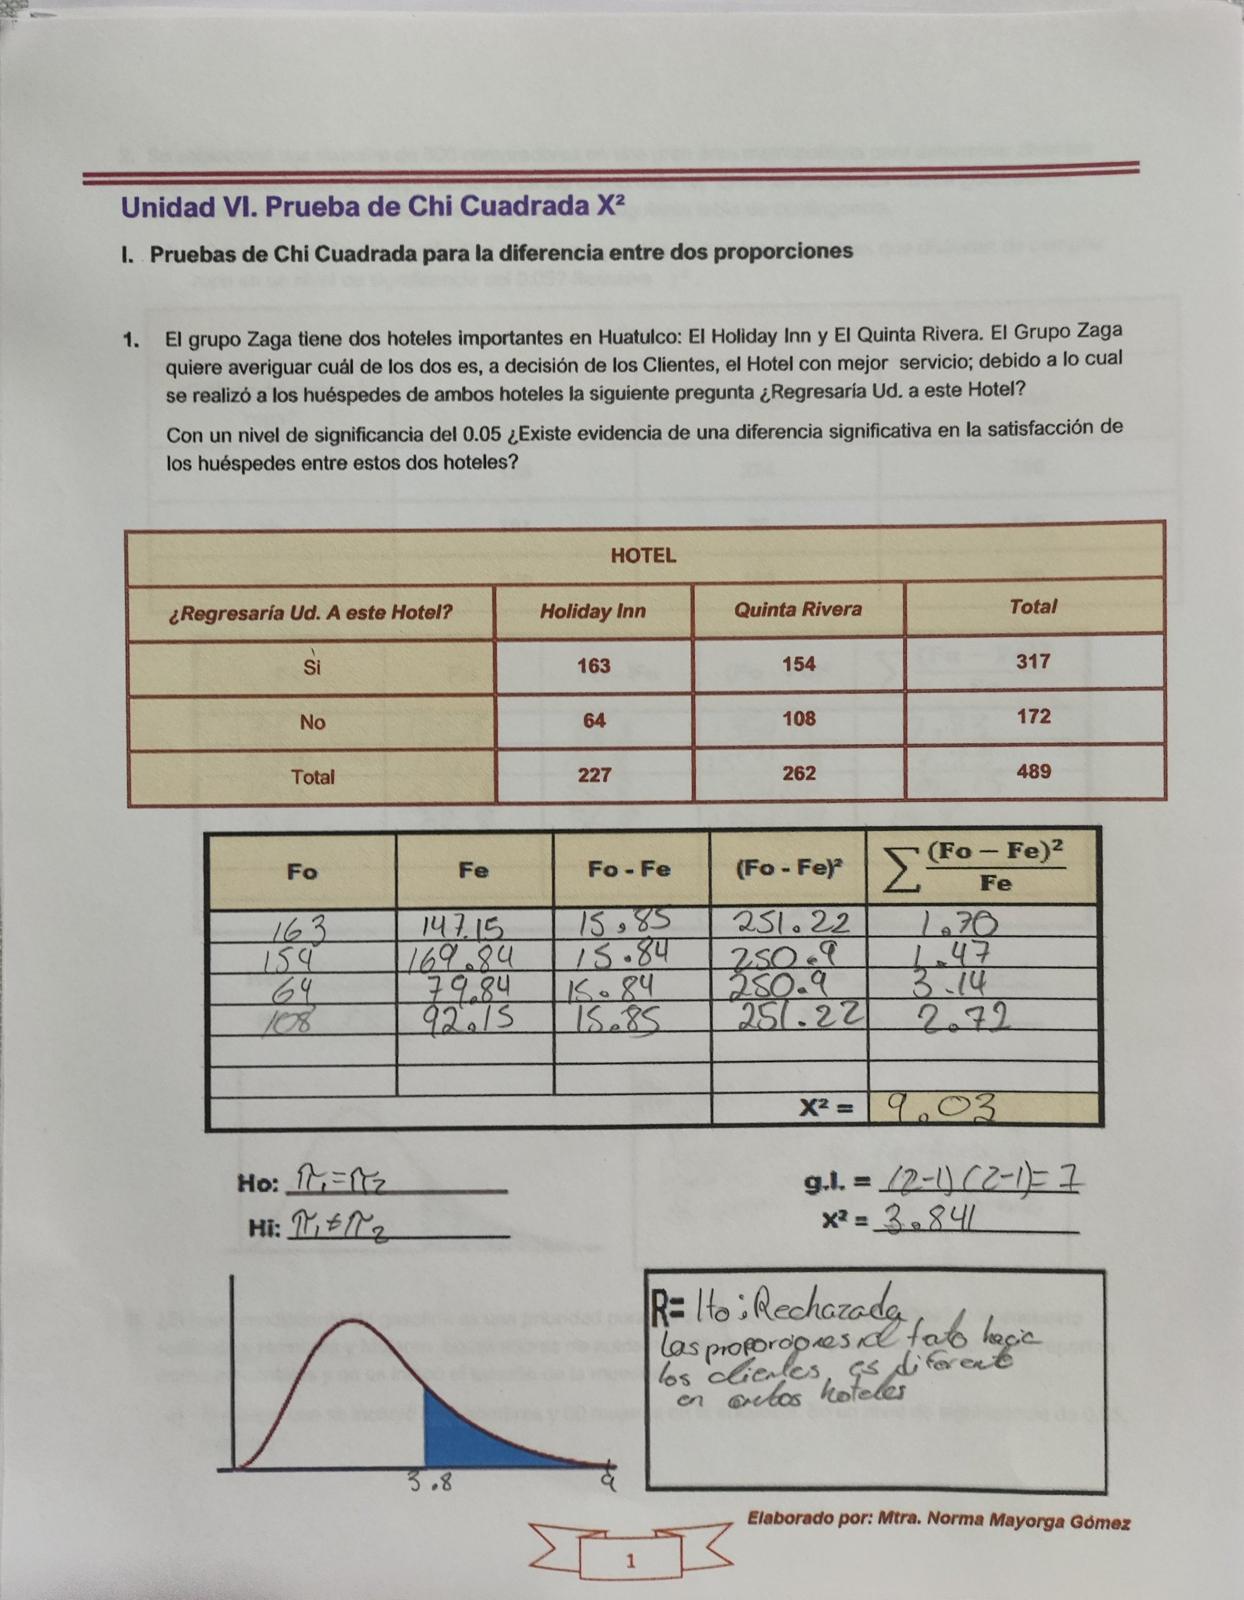 Unidad VI. Prueba de Chi Cuadrada X²
I. Pruebas de Chi Cuadrada para la diferencia entre dos proporciones
1. El grupo Zaga tiene dos hoteles importantes en Huatulco: El Holiday Inn y El Quinta Rivera. El Grupo Zaga
quiere averiguar cuál de los dos es, a decisión de los Clientes, el Hotel con mejor servicio; debido a lo cual
se realizó a los huéspedes de ambos hoteles la siguiente pregunta ¿Regresaría Ud. a este Hotel?
Con un nivel de significancia del 0.05 ¿Existe evidencia de una diferencia significativa en la satisfacción de
los huéspedes entre estos dos hoteles?
HOTEL
¿Regresaría Ud. A este Hotel? Holiday Inn Quinta Rivera Total
Si 163 154 317
No 64 108 172
Total 227 262 489
Fo Fe Fo - Fe (Fo - Fe)² ∑ (Fo − Fe)² / Fe
163 147.15 15.85 251.22 1.70
154 169.84 15.84 250.9 1.47
64 79.84 15.84 250.9 3.14
108 92.15 15.85 251.22 2.72
X² = 9.03
Ho: π₁=π₂ g.l. = (2-1)(2-1)=1
Hi: π₁≠π₂ x² = 3.841
R= Ho: Rechazada
Las proporciones d trato hacia
los clientes, es diferente
en ambos hoteles
3.8 9
Elaborado por: Mtra. Norma Mayorga Gómez
1